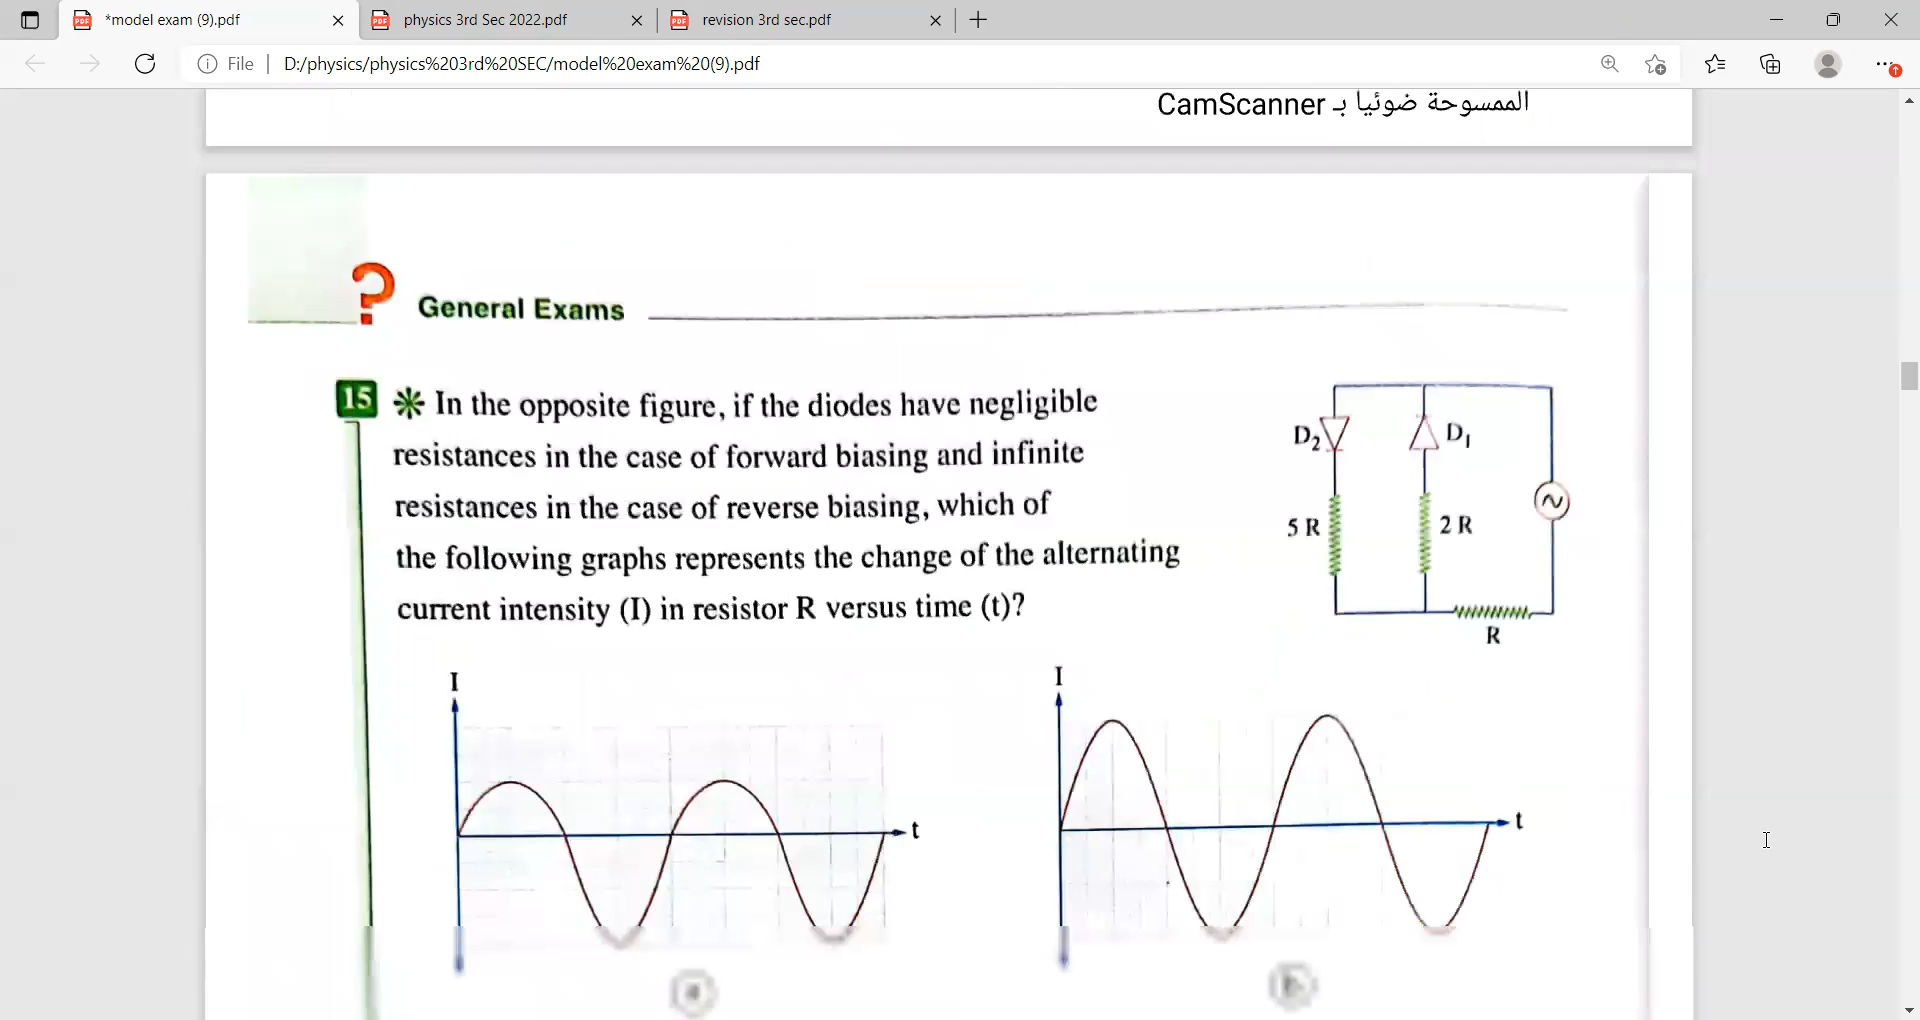 *model exam (9).pdf
physics 3rd Sec 2022.pdf
revision 3rd sec.pdf
File
D:/physics/physics%203rd%20SEC/model%20exam%20(9).pdf
الممسوحة ضوئيا بـ CamScanner
?
General Exams
15 ✳ In the opposite figure, if the diodes have negligible
resistances in the case of forward biasing and infinite
resistances in the case of reverse biasing, which of
the following graphs represents the change of the alternating
current intensity (I) in resistor R versus time (t)?
D₂
D₁
5 R
2 R
~
R
I
t
I
t